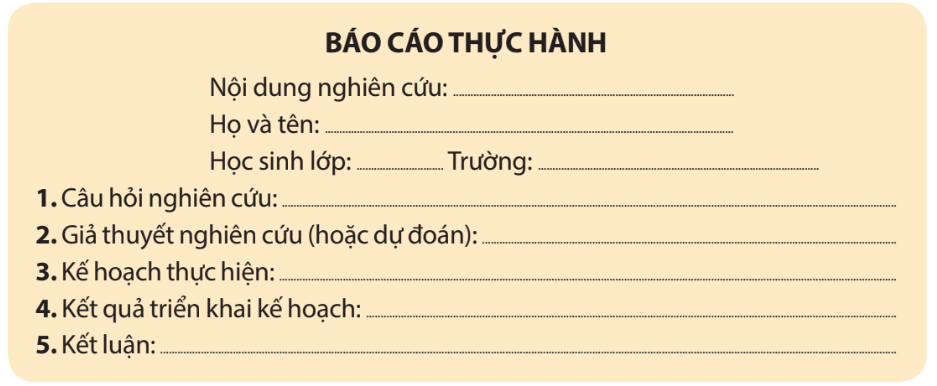 BÁO CÁO THỰC HÀNH
Nội dung nghiên cứu: ........................................
Họ và tên: ........................................
Học sinh lớp: .................... Trường: ........................................
1. Câu hỏi nghiên cứu: ........................................
2. Giả thuyết nghiên cứu (hoặc dự đoán): ........................................
3. Kế hoạch thực hiện: ........................................
4. Kết quả triển khai kế hoạch: ........................................
5. Kết luận: ........................................